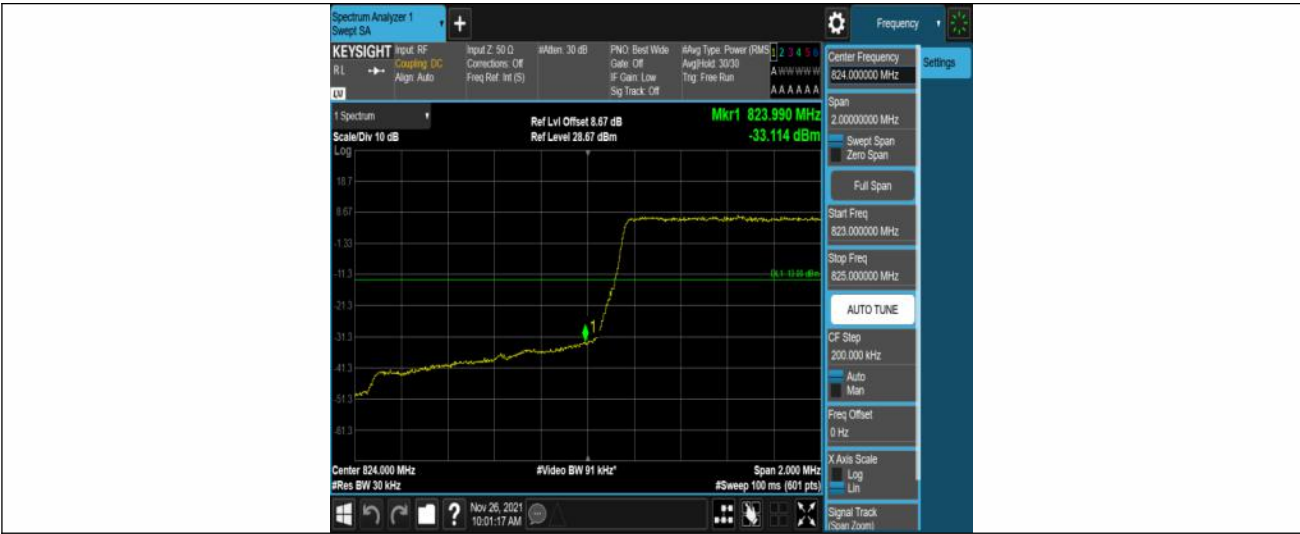 Spectrum Analyzer 1
Swept SA
+
Frequency
KEYSIGHT
RL
Input: RF
Coupling: DC
Align: Auto
Input Z: 50 Ω
Corrections: Off
Freq Ref: Int (S)
#Atten: 30 dB
PNO: Best Wide
Gate: Off
IF Gain: Low
Sig Track: Off
#Avg Type: Power (RMS
Avg|Hold: 30/30
Trig: Free Run
1 2 3 4 5 6
A W W W W W
A A A A A A
1 Spectrum
Scale/Div 10 dB
Log
Ref Lvl Offset 8.67 dB
Ref Level 28.67 dBm
Mkr1 823.990 MHz
-33.114 dBm
18.7
8.67
-1.33
-11.3
-21.3
-31.3
-41.3
-51.3
-61.3
1
Center 824.000 MHz
#Res BW 30 kHz
#Video BW 91 kHz*
Span 2.000 MHz
#Sweep 100 ms (601 pts)
?
Nov 26, 2021
10:01:17 AM
Center Frequency
824.000000 MHz
Settings
Span
2.00000000 MHz
Swept Span
Zero Span
Full Span
Start Freq
823.000000 MHz
Stop Freq
825.000000 MHz
AUTO TUNE
CF Step
200.000 kHz
Auto
Man
Freq Offset
0 Hz
X Axis Scale
Log
Lin
Signal Track
(Span Zoom)